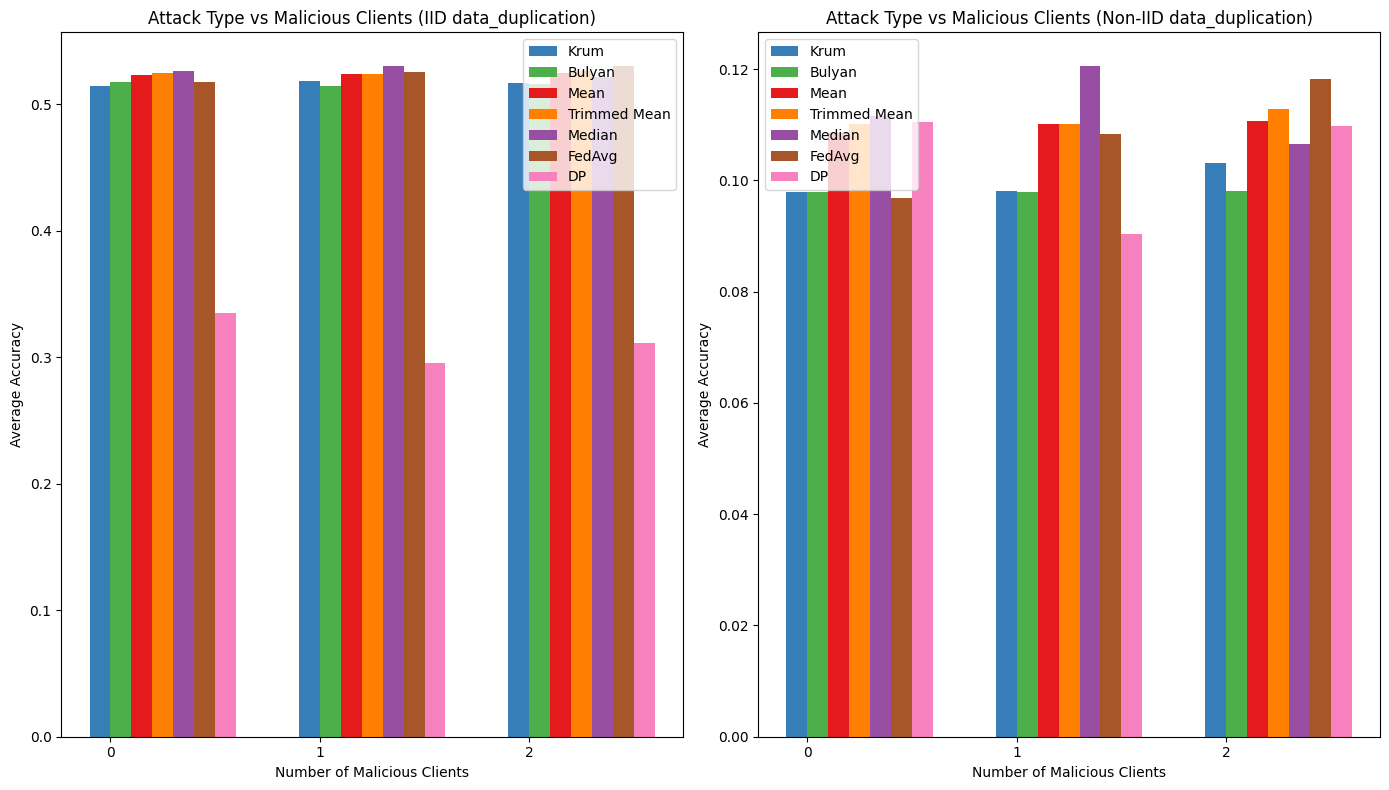 Attack Type vs Malicious Clients (IID data_duplication)
Krum
Bulyan
Mean
Trimmed Mean
Median
FedAvg
DP
0.5
0.4
0.3
0.2
0.1
0.0
Average Accuracy
0
1
2
Number of Malicious Clients
Attack Type vs Malicious Clients (Non-IID data_duplication)
Krum
Bulyan
Mean
Trimmed Mean
Median
FedAvg
DP
0.12
0.10
0.08
0.06
0.04
0.02
0.00
Average Accuracy
0
1
2
Number of Malicious Clients